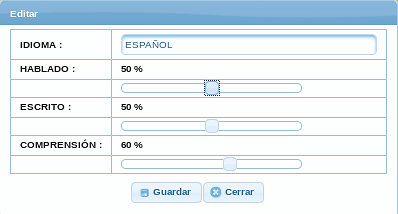 Editar
IDIOMA : ESPAÑOL
HABLADO : 50 %
ESCRITO : 50 %
COMPRENSIÓN : 60 %
Guardar Cerrar